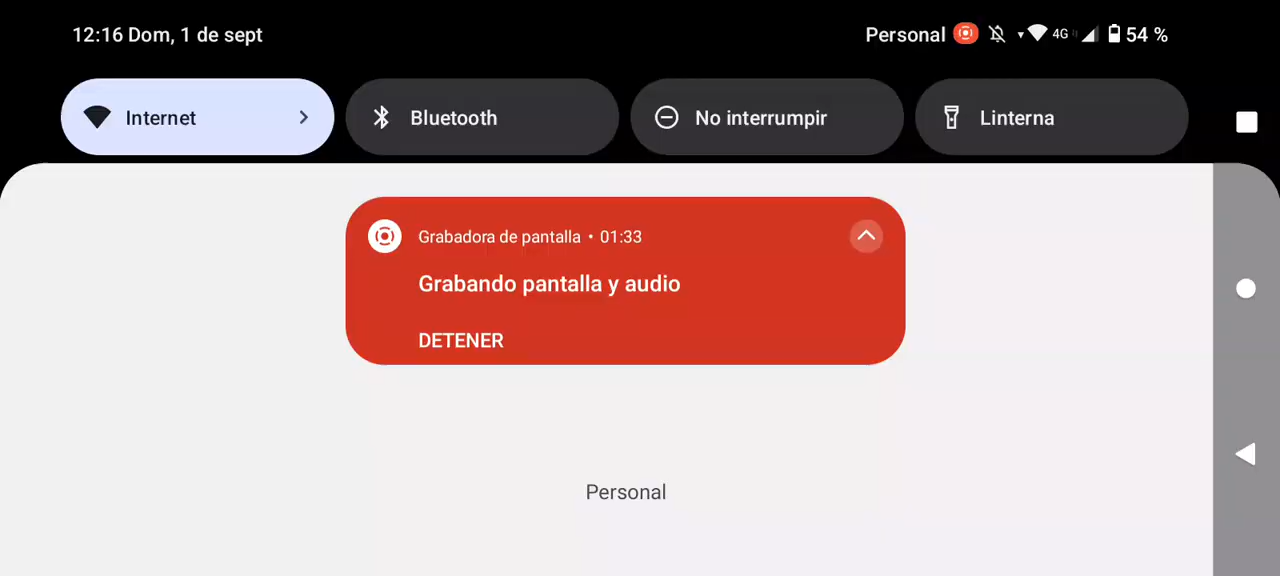 12:16 Dom, 1 de sept
Personal 4G 54 %
Internet
Bluetooth
No interrumpir
Linterna
Grabadora de pantalla • 01:33
Grabando pantalla y audio
DETENER
Personal